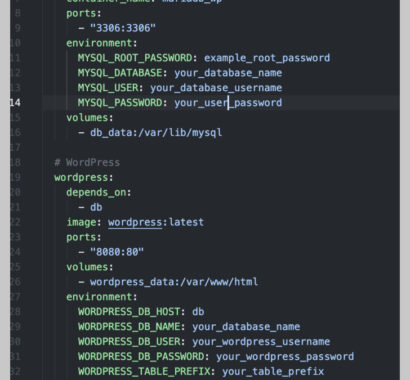 container_name: mariadb_wp
8 ports:
9 - "3306:3306"
10 environment:
11 MYSQL_ROOT_PASSWORD: example_root_password
12 MYSQL_DATABASE: your_database_name
13 MYSQL_USER: your_database_username
14 MYSQL_PASSWORD: your_user_password
15 volumes:
16 - db_data:/var/lib/mysql
17
18 # WordPress
19 wordpress:
20 depends_on:
21 - db
22 image: wordpress:latest
23 ports:
24 - "8080:80"
25 volumes:
26 - wordpress_data:/var/www/html
27 environment:
28 WORDPRESS_DB_HOST: db
29 WORDPRESS_DB_NAME: your_database_name
30 WORDPRESS_DB_USER: your_wordpress_username
31 WORDPRESS_DB_PASSWORD: your_wordpress_password
32 WORDPRESS_TABLE_PREFIX: your_table_prefix